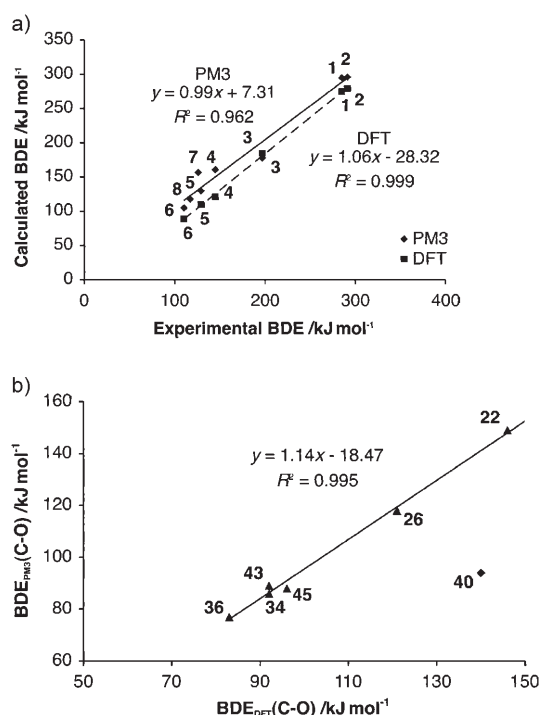 a)
350
300
250
200
150
100
50
0
Calculated BDE /kJ mol-1
PM3
y = 0.99x + 7.31
R² = 0.962
1 2
1 2
3
3
DFT
y = 1.06x - 28.32
R² = 0.999
7 4
8 5
6
4
5
6
PM3
DFT
0 100 200 300 400
Experimental BDE /kJ mol-1
b)
160
140
120
100
80
60
BDEPM3(C-O) /kJ mol-1
y = 1.14x - 18.47
R² = 0.995
22
26
40
43
45
34
36
50 70 90 110 130 150
BDEDFT(C-O) /kJ mol-1